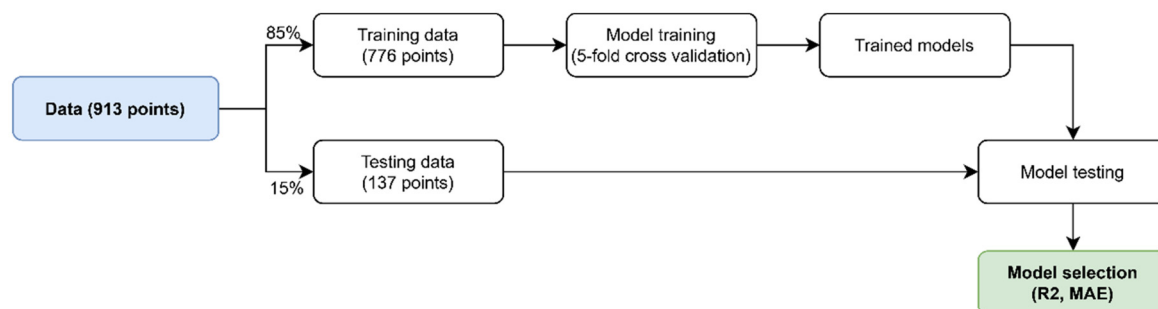 Data (913 points)
85%
Training data
(776 points)
Model training
(5-fold cross validation)
Trained models
15%
Testing data
(137 points)
Model testing
Model selection
(R2, MAE)